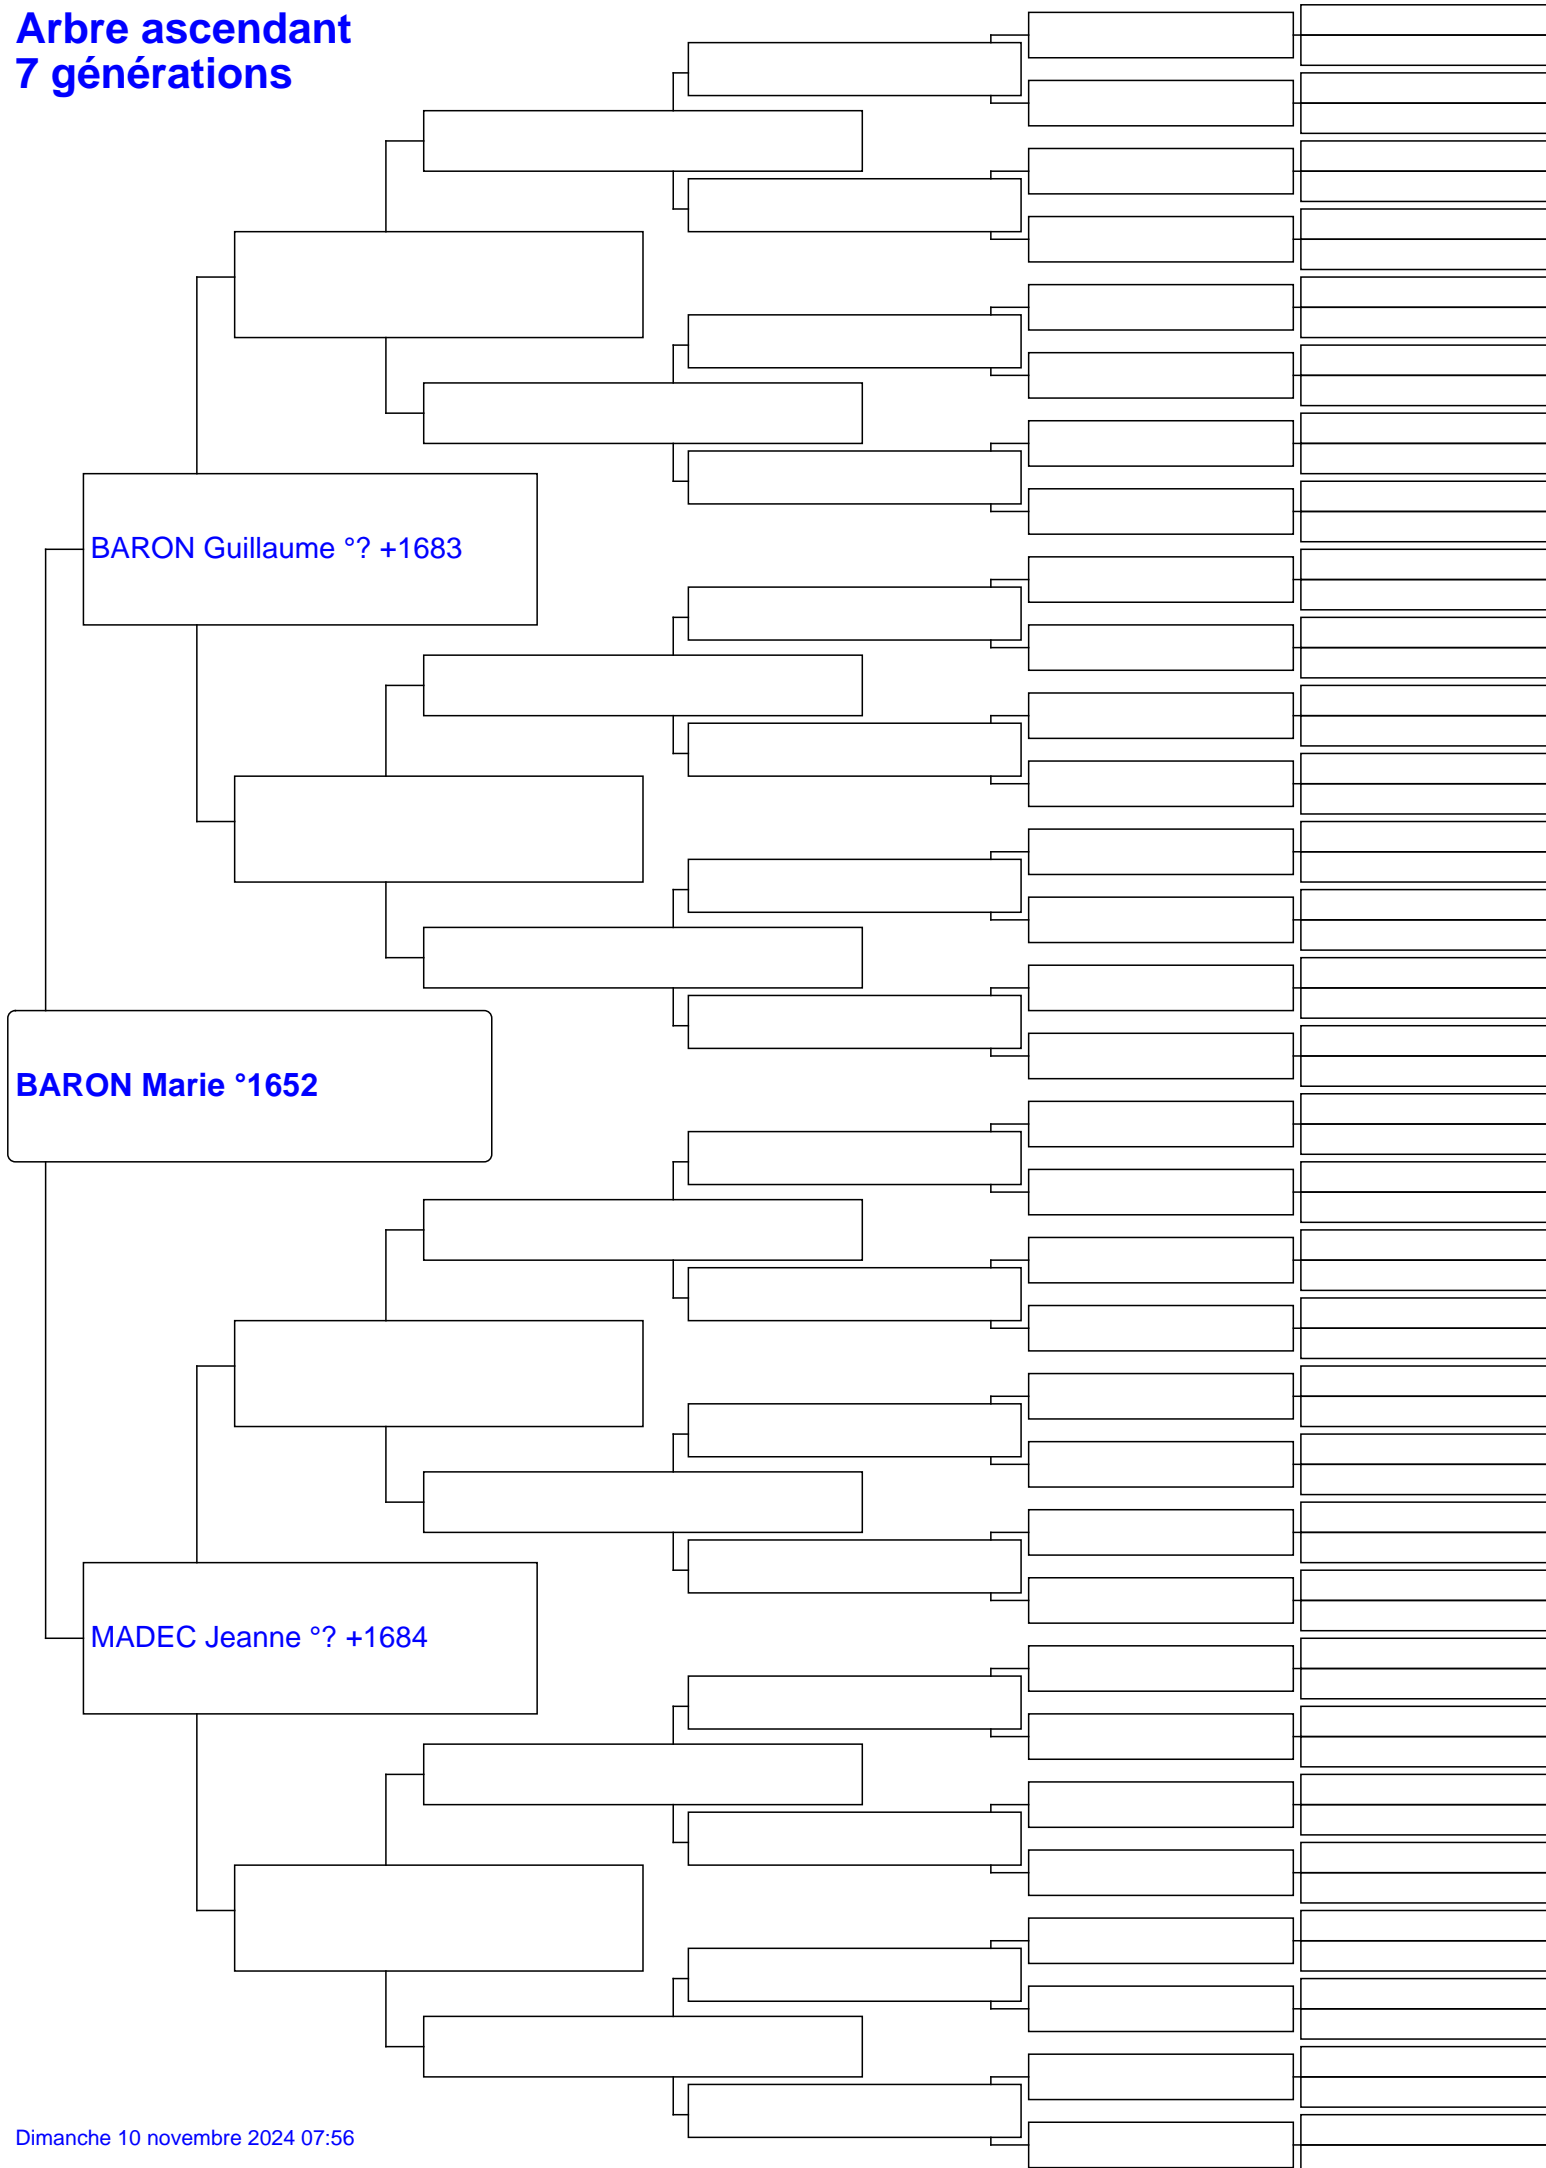 Arbre ascendant
7 générations
BARON Guillaume °? +1683
BARON Marie °1652
MADEC Jeanne °? +1684
Dimanche 10 novembre 2024 07:56